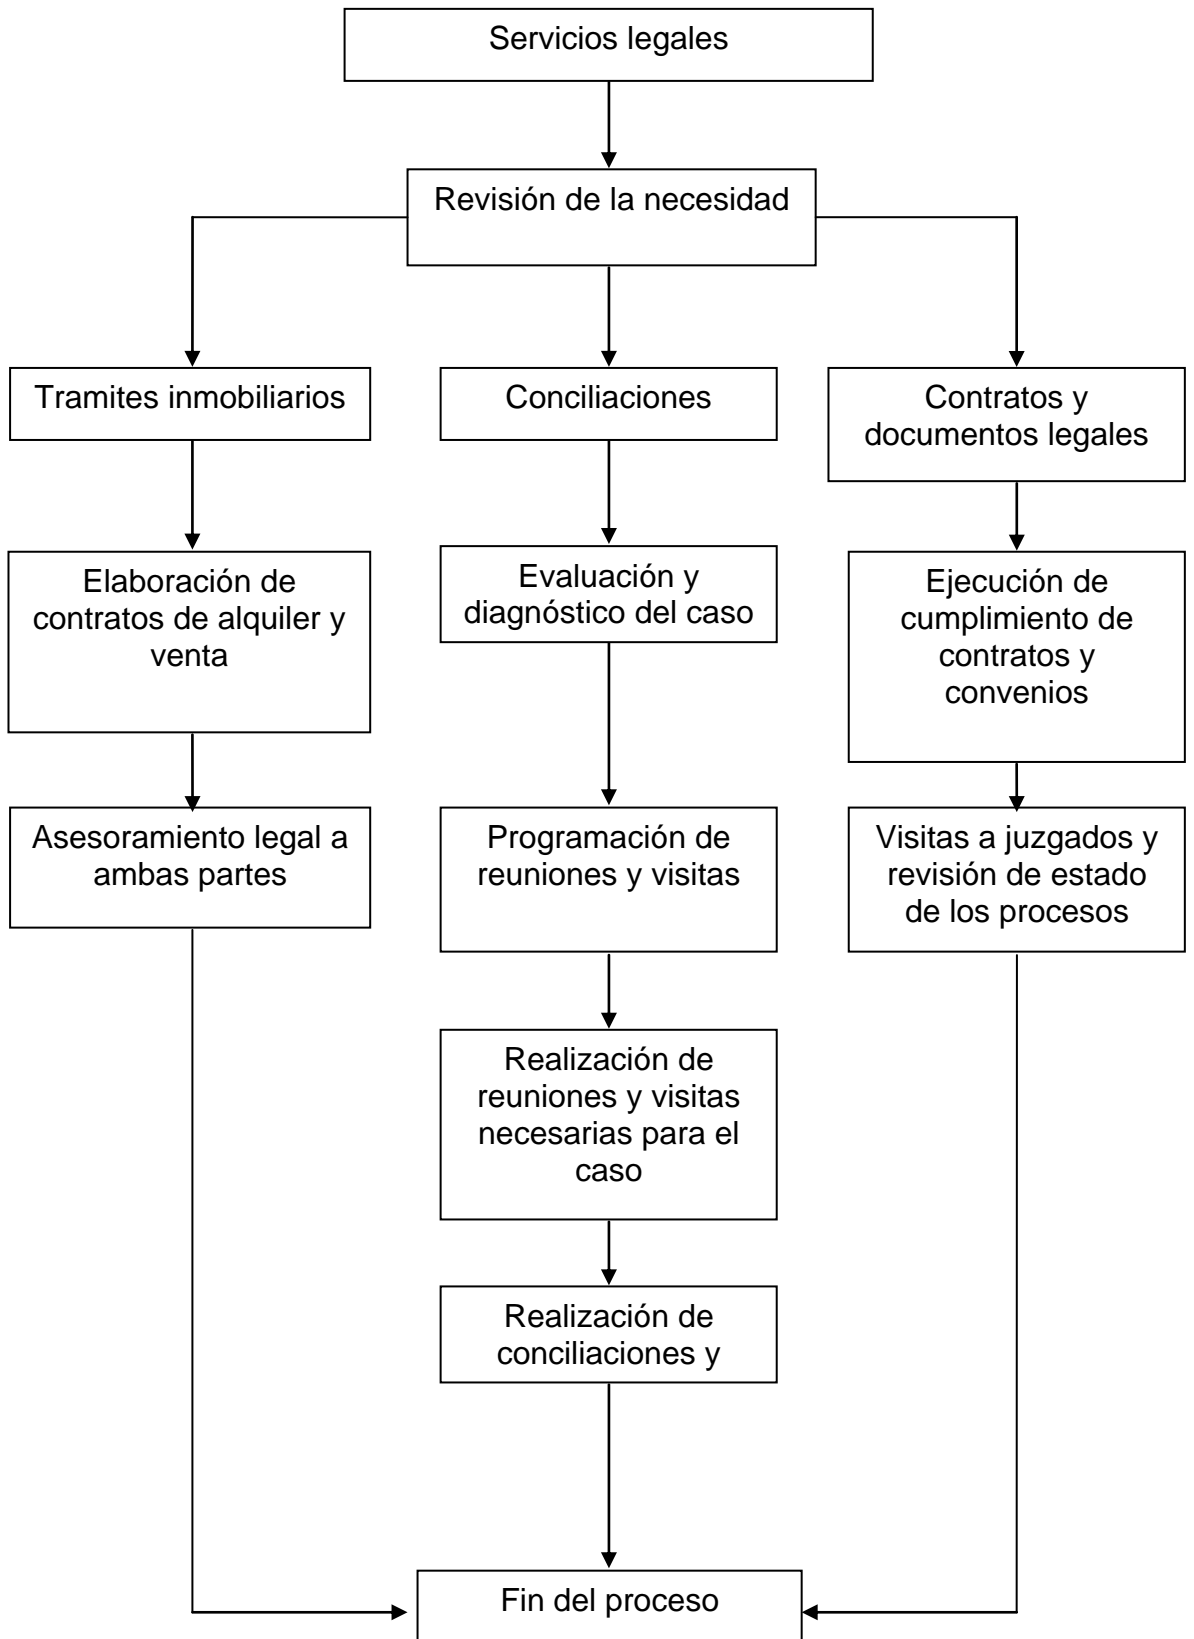 Servicios legales
Revisión de la necesidad
Tramites inmobiliarios
Conciliaciones
Contratos y
documentos legales
Elaboración de
contratos de alquiler y
venta
Evaluación y
diagnóstico del caso
Ejecución de
cumplimiento de
contratos y
convenios
Asesoramiento legal a
ambas partes
Programación de
reuniones y visitas
Visitas a juzgados y
revisión de estado
de los procesos
Realización de
reuniones y visitas
necesarias para el
caso
Realización de
conciliaciones y
Fin del proceso